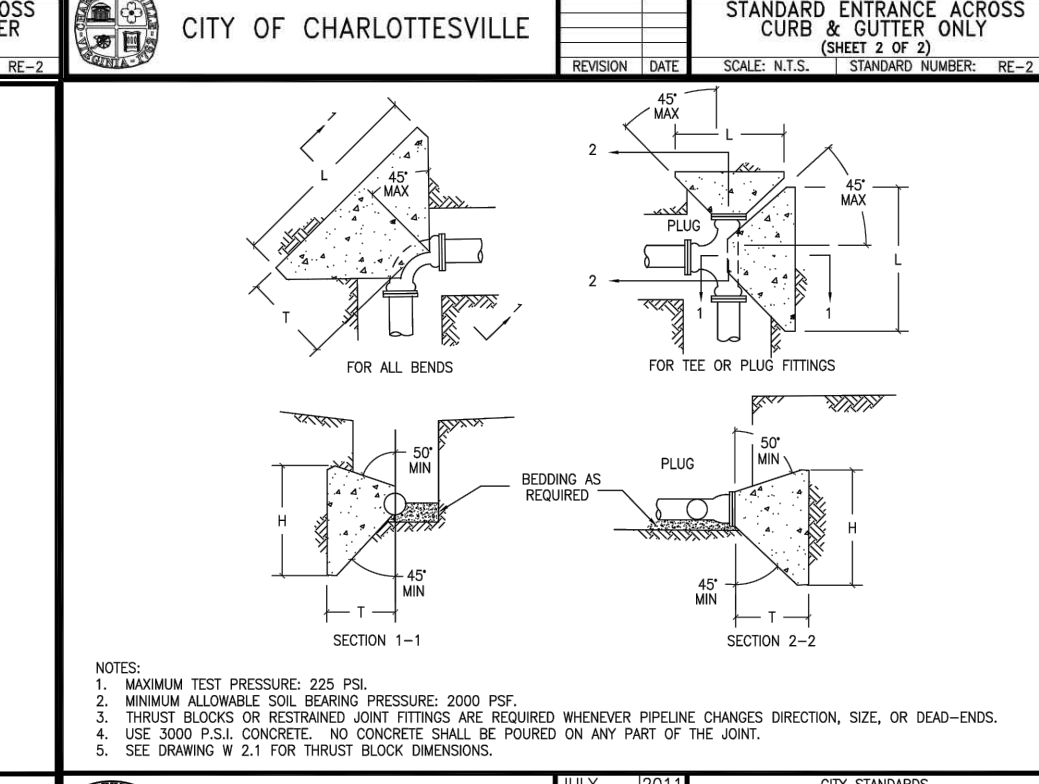 OSS
ER
RE-2
CITY OF CHARLOTTESVILLE
REVISION DATE
STANDARD ENTRANCE ACROSS
CURB & GUTTER ONLY
(SHEET 2 OF 2)
SCALE: N.T.S. STANDARD NUMBER: RE-2
1
L
45°
MAX
T
1
FOR ALL BENDS
45°
MAX
L
2
45°
MAX
PLUG
L
2
1
1
FOR TEE OR PLUG FITTINGS
50°
MIN
H
45°
MIN
T
SECTION 1-1
BEDDING AS
REQUIRED
PLUG
50°
MIN
H
45°
MIN
T
SECTION 2-2
NOTES:
1. MAXIMUM TEST PRESSURE: 225 PSI.
2. MINIMUM ALLOWABLE SOIL BEARING PRESSURE: 2000 PSF.
3. THRUST BLOCKS OR RESTRAINED JOINT FITTINGS ARE REQUIRED WHENEVER PIPELINE CHANGES DIRECTION, SIZE, OR DEAD-ENDS.
4. USE 3000 P.S.I. CONCRETE. NO CONCRETE SHALL BE POURED ON ANY PART OF THE JOINT.
5. SEE DRAWING W 2.1 FOR THRUST BLOCK DIMENSIONS.
JULY 2011
CITY STANDARDS